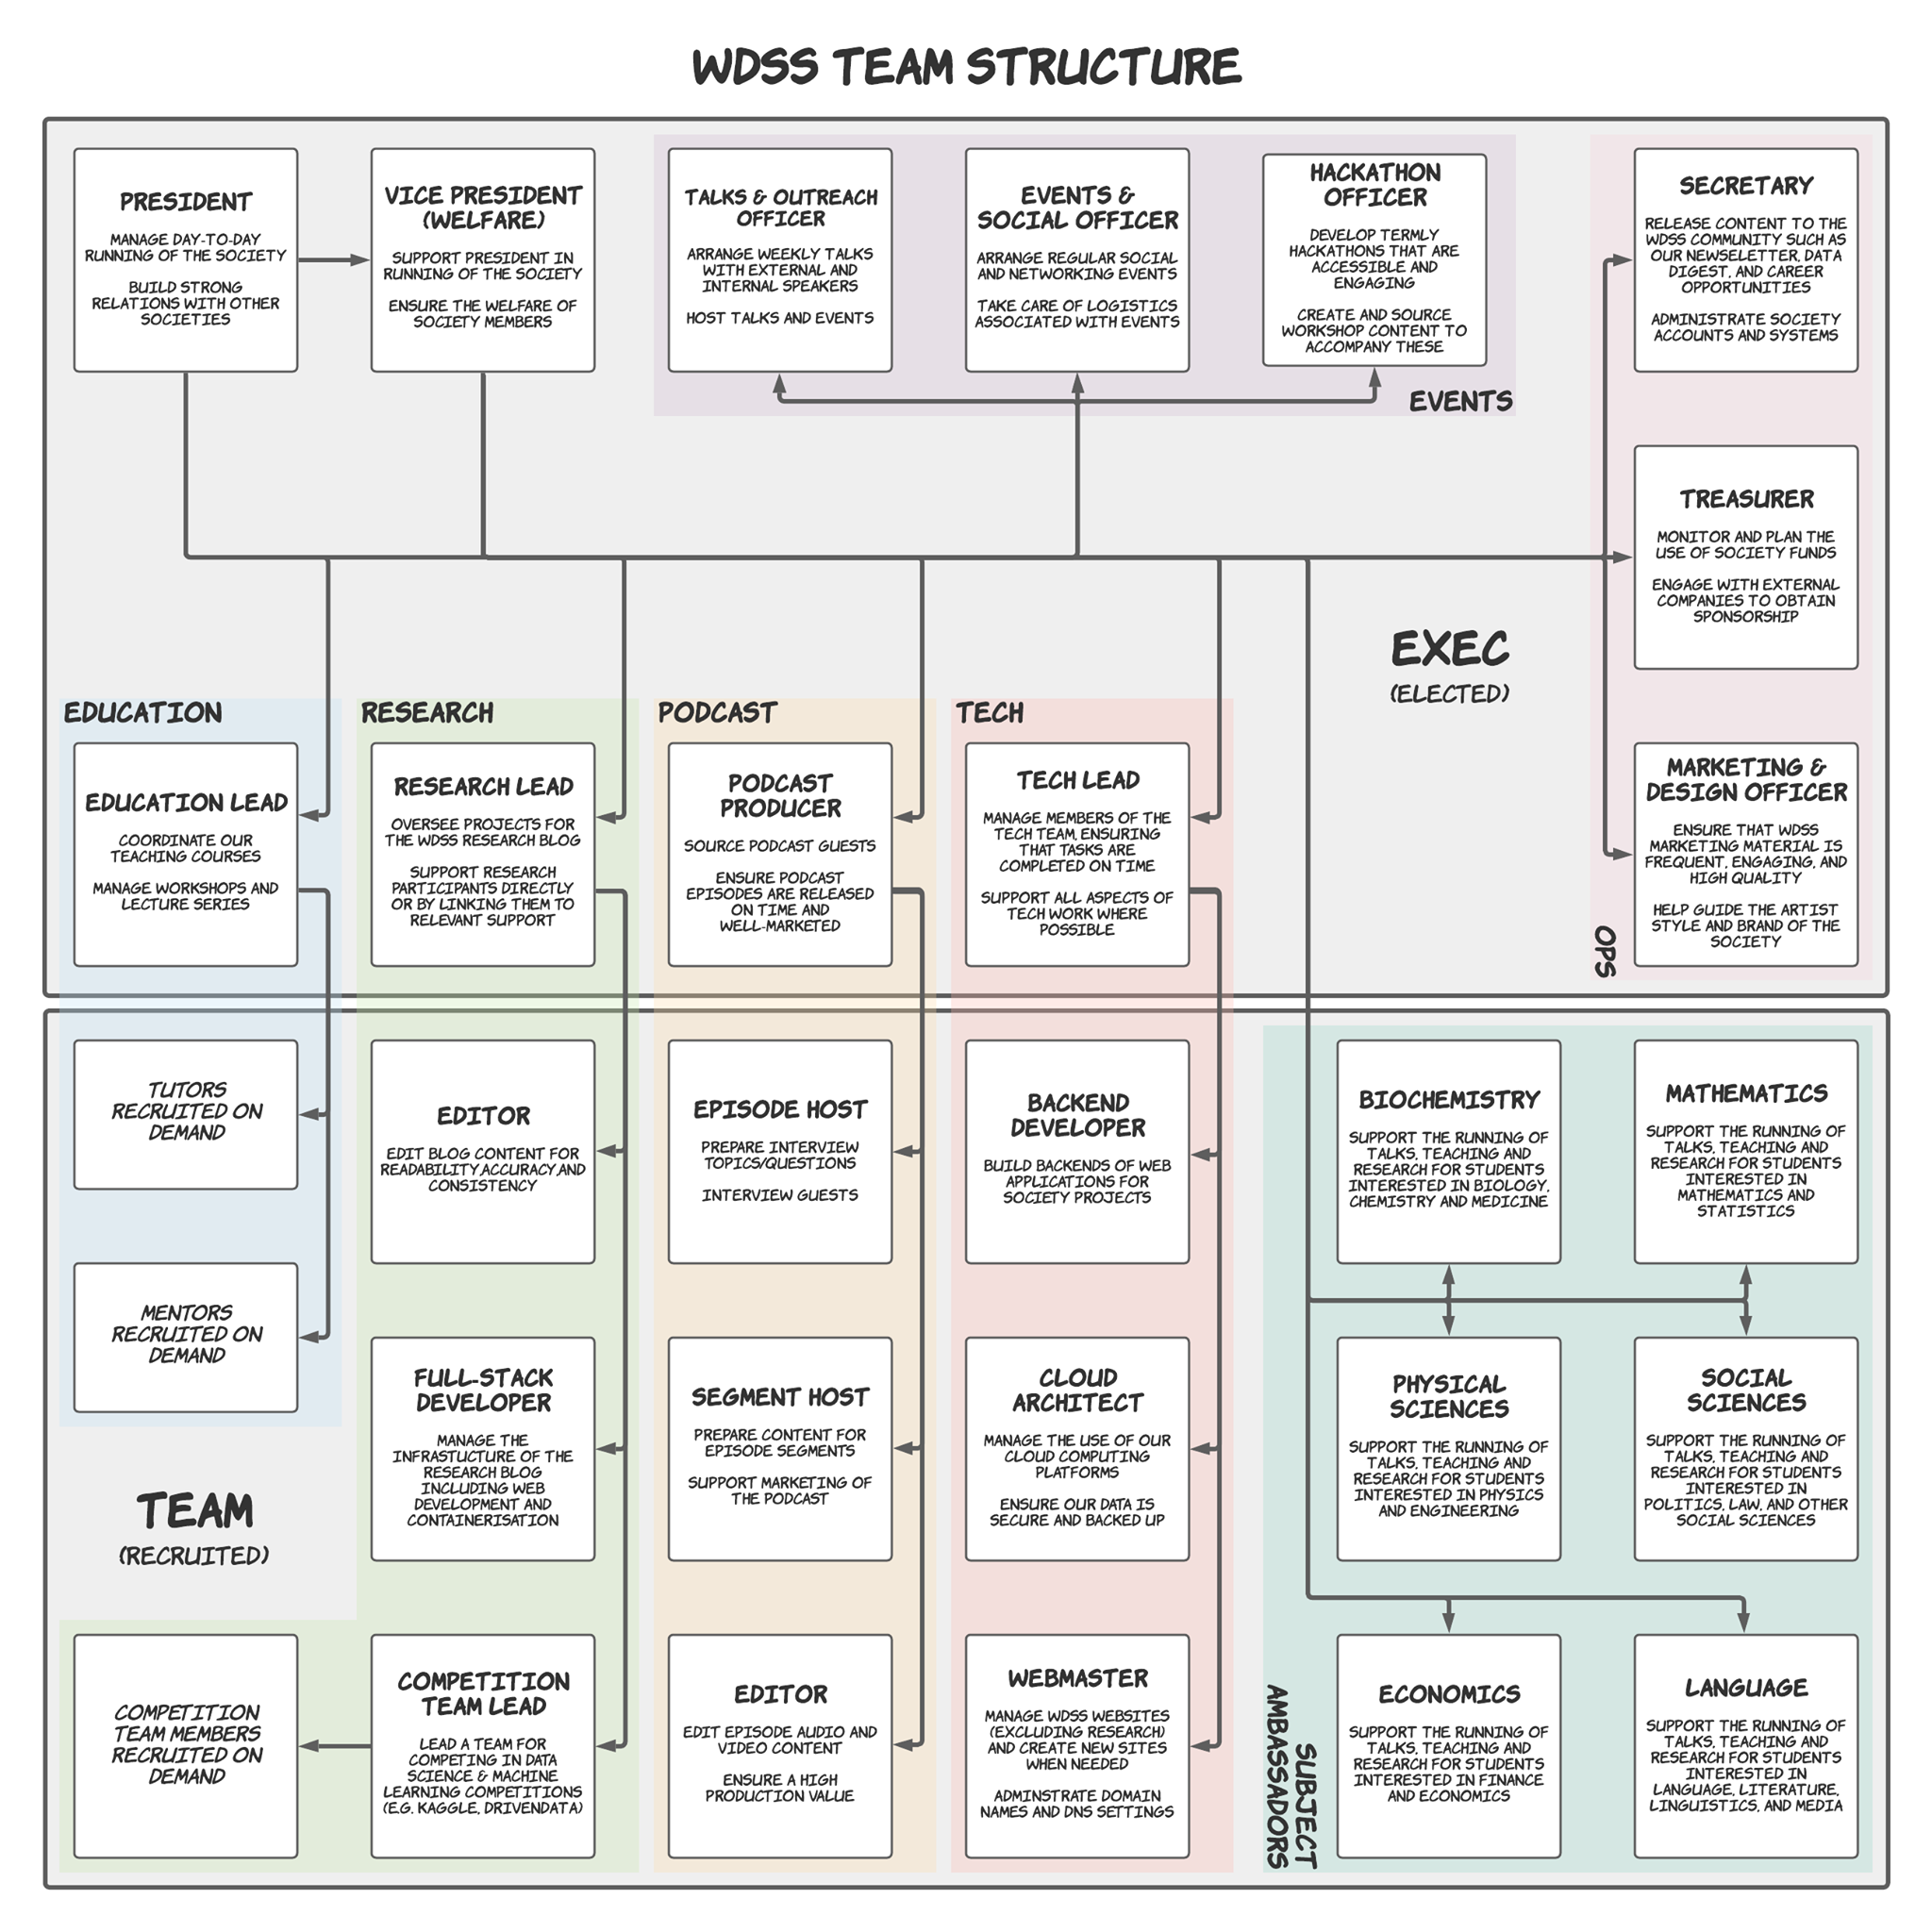 WDSS TEAM STRUCTURE
PRESIDENT
MANAGE DAY-TO-DAY
RUNNING OF THE SOCIETY
BUILD STRONG
RELATIONS WITH OTHER
SOCIETIES
VICE PRESIDENT
(WELFARE)
SUPPORT PRESIDENT IN
RUNNING OF THE SOCIETY
ENSURE THE WELFARE OF
SOCIETY MEMBERS
TALKS & OUTREACH
OFFICER
ARRANGE WEEKLY TALKS
WITH EXTERNAL AND
INTERNAL SPEAKERS
HOST TALKS AND EVENTS
EVENTS &
SOCIAL OFFICER
ARRANGE REGULAR SOCIAL
AND NETWORKING EVENTS
TAKE CARE OF LOGISTICS
ASSOCIATED WITH EVENTS
HACKATHON
OFFICER
DEVELOP TERMLY
HACKATHONS THAT ARE
ACCESSIBLE AND
ENGAGING
CREATE AND SOURCE
WORKSHOP CONTENT TO
ACCOMPANY THESE
EVENTS
SECRETARY
RELEASE CONTENT TO THE
WDSS COMMUNITY SUCH AS
OUR NEWSELETTER, DATA
DIGEST, AND CAREER
OPPORTUNITIES
ADMINISTRATE SOCIETY
ACCOUNTS AND SYSTEMS
TREASURER
MONITOR AND PLAN THE
USE OF SOCIETY FUNDS
ENGAGE WITH EXTERNAL
COMPANIES TO OBTAIN
SPONSORSHIP
MARKETING &
DESIGN OFFICER
ENSURE THAT WDSS
MARKETING MATERIAL IS
FREQUENT, ENGAGING, AND
HIGH QUALITY
HELP GUIDE THE ARTIST
STYLE AND BRAND OF THE
SOCIETY
OPS
EXEC
(ELECTED)
EDUCATION
EDUCATION LEAD
COORDINATE OUR
TEACHING COURSES
MANAGE WORKSHOPS AND
LECTURE SERIES
RESEARCH
RESEARCH LEAD
OVERSEE PROJECTS FOR
THE WDSS RESEARCH BLOG
SUPPORT RESEARCH
PARTICIPANTS DIRECTLY
OR BY LINKING THEM TO
RELEVANT SUPPORT
PODCAST
PODCAST
PRODUCER
SOURCE PODCAST GUESTS
ENSURE PODCAST
EPISODES ARE RELEASED
ON TIME AND
WELL-MARKETED
TECH
TECH LEAD
MANAGE MEMBERS OF THE
TECH TEAM, ENSURING
THAT TASKS ARE
COMPLETED ON TIME
SUPPORT ALL ASPECTS OF
TECH WORK WHERE
POSSIBLE
TUTORS
RECRUITED ON
DEMAND
MENTORS
RECRUITED ON
DEMAND
TEAM
(RECRUITED)
COMPETITION
TEAM MEMBERS
RECRUITED ON
DEMAND
EDITOR
EDIT BLOG CONTENT FOR
READABILITY,ACCURACY,AND
CONSISTENCY
FULL-STACK
DEVELOPER
MANAGE THE
INFRASTUCTURE OF THE
RESEARCH BLOG
INCLUDING WEB
DEVELOPMENT AND
CONTAINERISATION
COMPETITION
TEAM LEAD
LEAD A TEAM FOR
COMPETING IN DATA
SCIENCE & MACHINE
LEARNING COMPETITIONS
(E.G. KAGGLE, DRIVENDATA)
EPISODE HOST
PREPARE INTERVIEW
TOPICS/QUESTIONS
INTERVIEW GUESTS
SEGMENT HOST
PREPARE CONTENT FOR
EPISODE SEGMENTS
SUPPORT MARKETING OF
THE PODCAST
EDITOR
EDIT EPISODE AUDIO AND
VIDEO CONTENT
ENSURE A HIGH
PRODUCTION VALUE
BACKEND
DEVELOPER
BUILD BACKENDS OF WEB
APPLICATIONS FOR
SOCIETY PROJECTS
CLOUD
ARCHITECT
MANAGE THE USE OF OUR
CLOUD COMPUTING
PLATFORMS
ENSURE OUR DATA IS
SECURE AND BACKED UP
WEBMASTER
MANAGE WDSS WEBSITES
(EXCLUDING RESEARCH)
AND CREATE NEW SITES
WHEN NEEDED
ADMINSTRATE DOMAIN
NAMES AND DNS SETTINGS
BIOCHEMISTRY
SUPPORT THE RUNNING OF
TALKS, TEACHING AND
RESEARCH FOR STUDENTS
INTERESTED IN BIOLOGY,
CHEMISTRY AND MEDICINE
MATHEMATICS
SUPPORT THE RUNNING OF
TALKS, TEACHING AND
RESEARCH FOR STUDENTS
INTERESTED IN
MATHEMATICS AND
STATISTICS
PHYSICAL
SCIENCES
SUPPORT THE RUNNING OF
TALKS, TEACHING AND
RESEARCH FOR STUDENTS
INTERESTED IN PHYSICS
AND ENGINEERING
SOCIAL
SCIENCES
SUPPORT THE RUNNING OF
TALKS, TEACHING AND
RESEARCH FOR STUDENTS
INTERESTED IN
POLITICS, LAW, AND OTHER
SOCIAL SCIENCES
ECONOMICS
SUPPORT THE RUNNING OF
TALKS, TEACHING AND
RESEARCH FOR STUDENTS
INTERESTED IN FINANCE
AND ECONOMICS
LANGUAGE
SUPPORT THE RUNNING OF
TALKS, TEACHING AND
RESEARCH FOR STUDENTS
INTERESTED IN
LANGUAGE, LITERATURE,
LINGUISTICS, AND MEDIA
SUBJECT
AMBASSADORS